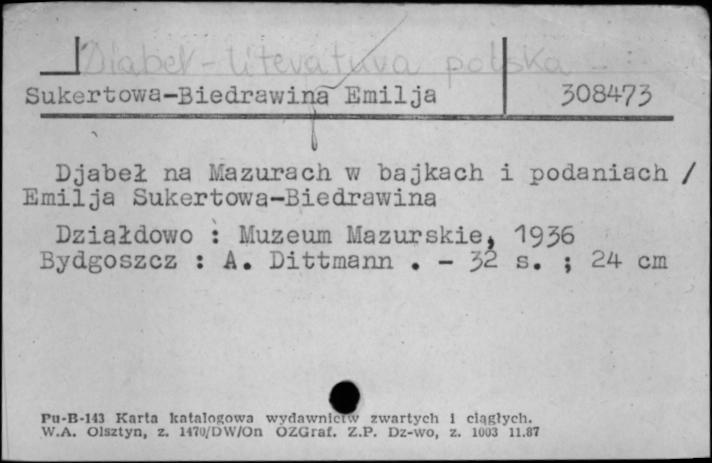 Diabeł - literatura polska
Sukertowa-Biedrawina Emilja 308473
Djabeł na Mazurach w bajkach i podaniach /
Emilja Sukertowa-Biedrawina
Działdowo : Muzeum Mazurskie, 1936
Bydgoszcz : A. Dittmann . - 32 s. ; 24 cm
Pu-B-143 Karta katalogowa wydawnictw zwartych i ciągłych.
W.A. Olsztyn, z. 1470/DW/On OZGraf. Z.P. Dz-wo, z. 1003 11.87